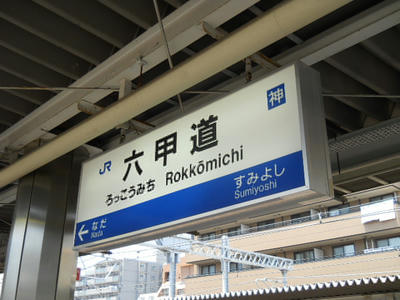 神
JR 六甲道
ろっこうみち Rokkōmichi
すみよし
Sumiyoshi
なだ
Nada